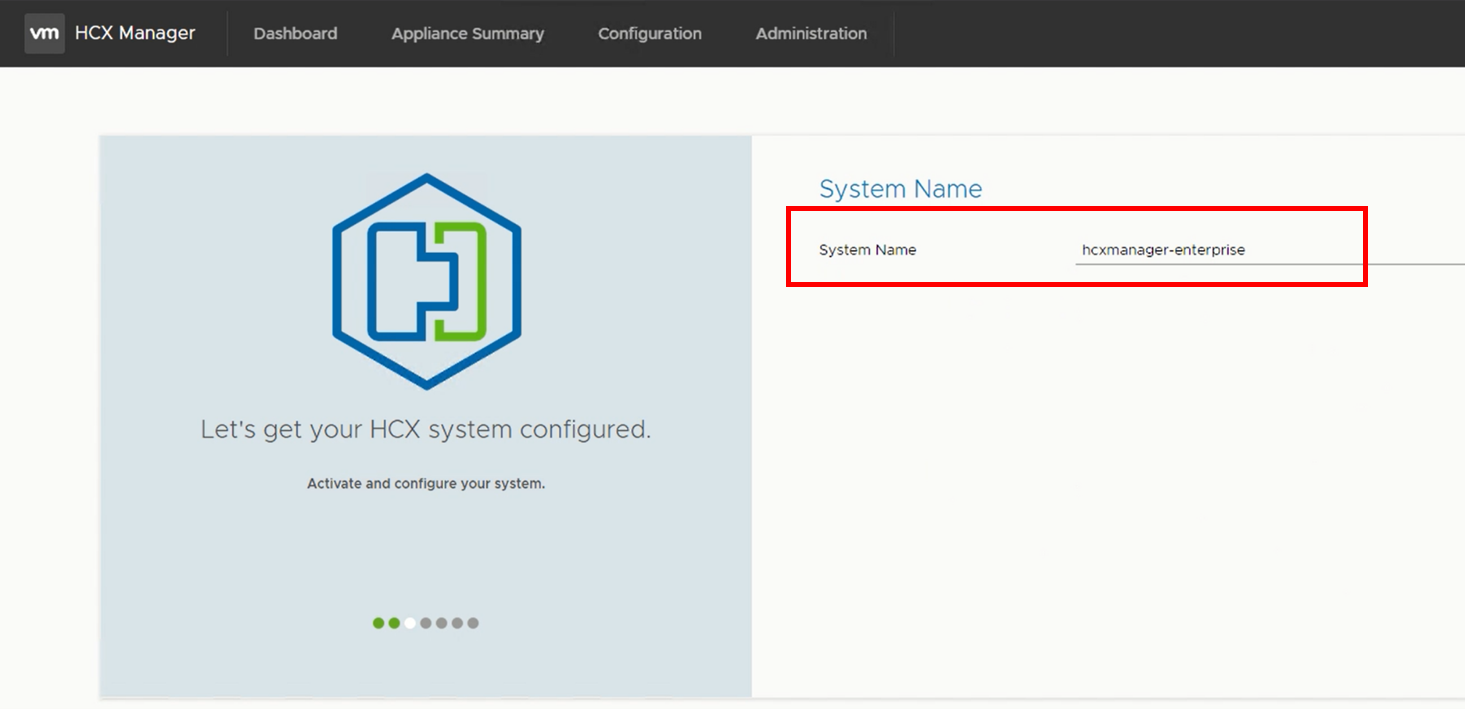 vm HCX Manager Dashboard Appliance Summary Configuration Administration
System Name
System Name hcxmanager-enterprise
Let's get your HCX system configured.
Activate and configure your system.